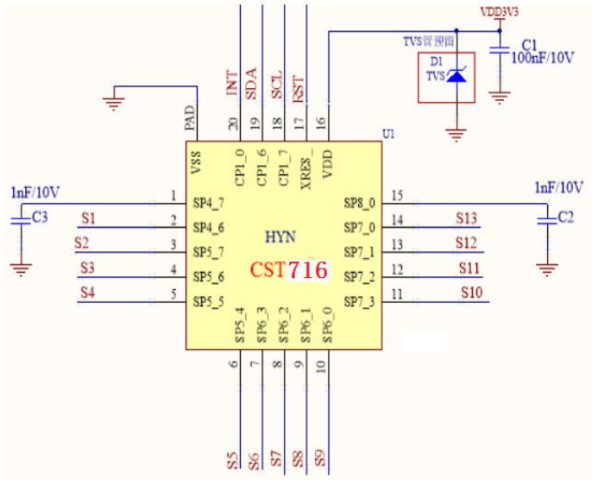 VDD3V3
TVS管预留
C1
100nF/10V
D1
TVS
INT
SDA
SCL
RST
PAD
20
19
18
17
16
U1
VSS
CP1_0
CP1_6
CP1_7
XRES_
VDD
1nF/10V
C3
1
SP4_7
SP8_0
15
1nF/10V
C2
S1
2
SP4_6
SP7_0
14
S13
S2
3
SP5_7
HYN
SP7_1
13
S12
S3
4
SP5_6
CST716
SP7_2
12
S11
S4
5
SP5_5
SP7_3
11
S10
SP5_4
SP6_3
SP6_2
SP6_1
SP6_0
6
7
8
9
10
S5
S6
S7
S8
S9